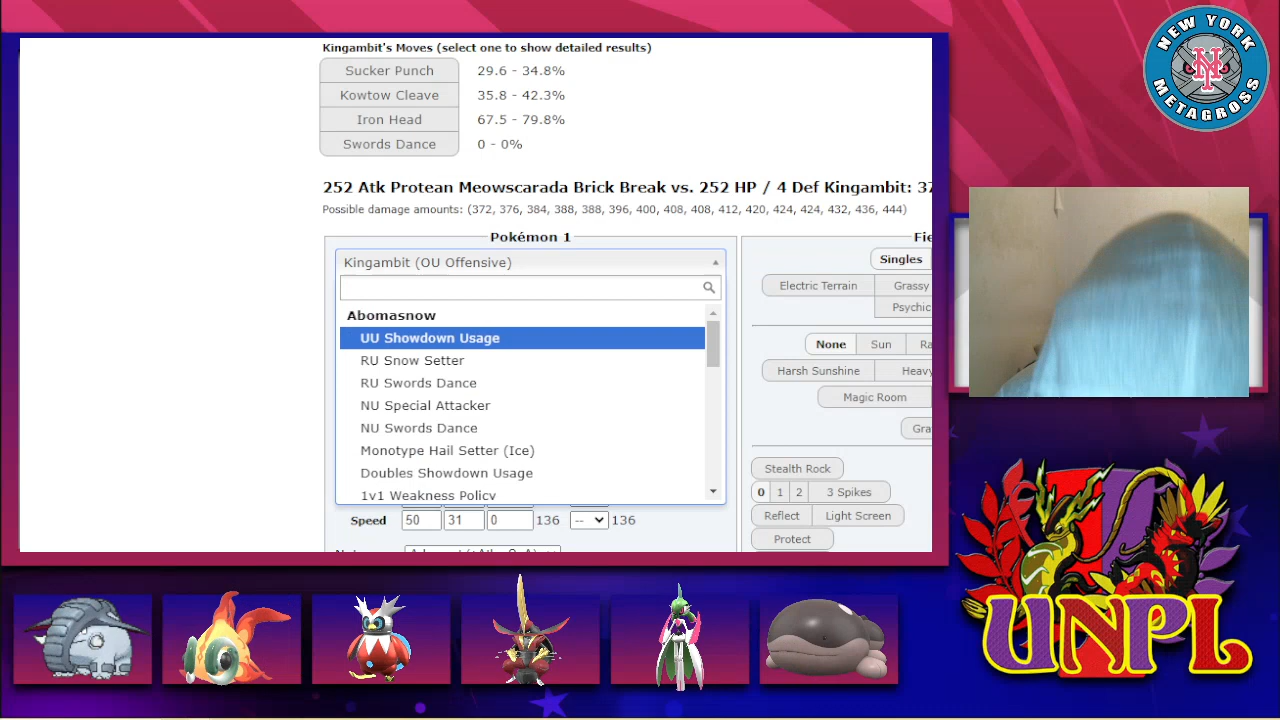 Kingambit's Moves (select one to show detailed results)
Sucker Punch 29.6 - 34.8%
Kowtow Cleave 35.8 - 42.3%
Iron Head 67.5 - 79.8%
Swords Dance 0 - 0%
252 Atk Protean Meowscarada Brick Break vs. 252 HP / 4 Def Kingambit: 37
Possible damage amounts: (372, 376, 384, 388, 388, 396, 400, 408, 408, 412, 420, 424, 424, 432, 436, 444)
Pokémon 1
Kingambit (OU Offensive)
Abomasnow
UU Showdown Usage
RU Snow Setter
RU Swords Dance
NU Special Attacker
NU Swords Dance
Monotype Hail Setter (Ice)
Doubles Showdown Usage
1v1 Weakness Policy
Speed 50 31 0 136 -- 136
Fie
Singles
Electric Terrain Grassy
Psychic
None Sun Ra
Harsh Sunshine Heavy
Magic Room
Gra
Stealth Rock
0 1 2 3 Spikes
Reflect Light Screen
Protect
NEW YORK
NY
METAGROSS
UNPL